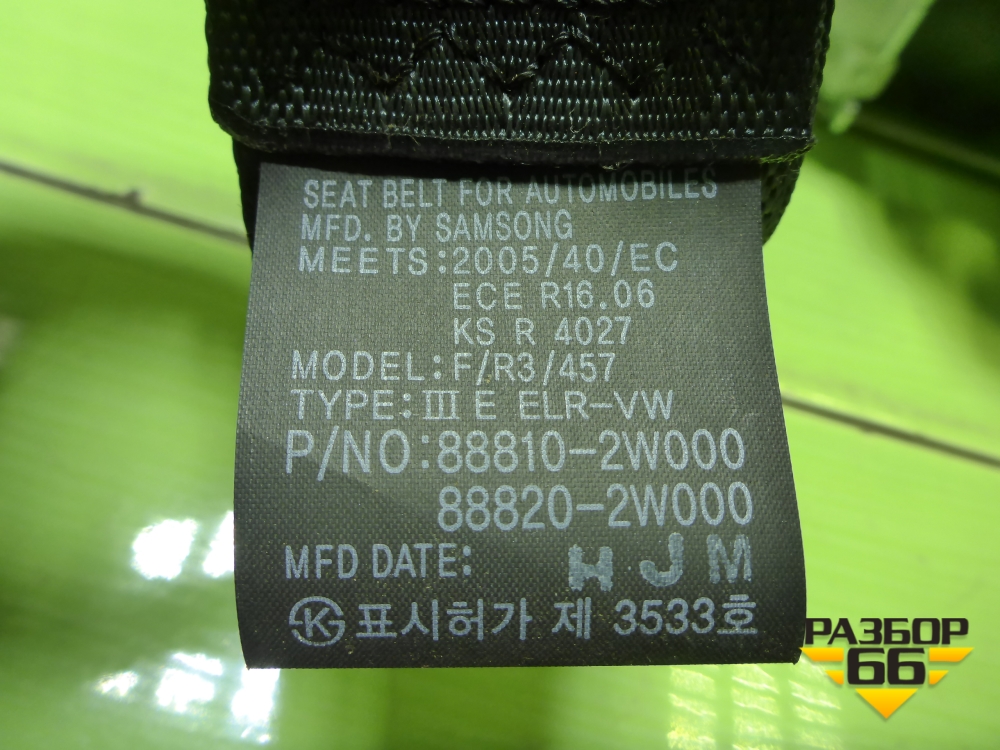 SEAT BELT FOR AUTOMOBILES
MFD. BY SAMSONG
MEETS:2005/40/EC
ECE R16.06
KS R 4027
MODEL:F/R3/457
TYPE:Ⅲ E ELR-VW
P/NO:88810-2W000
88820-2W000
MFD DATE: H J M
K 표시허가 제 3533호
РАЗБОР
66